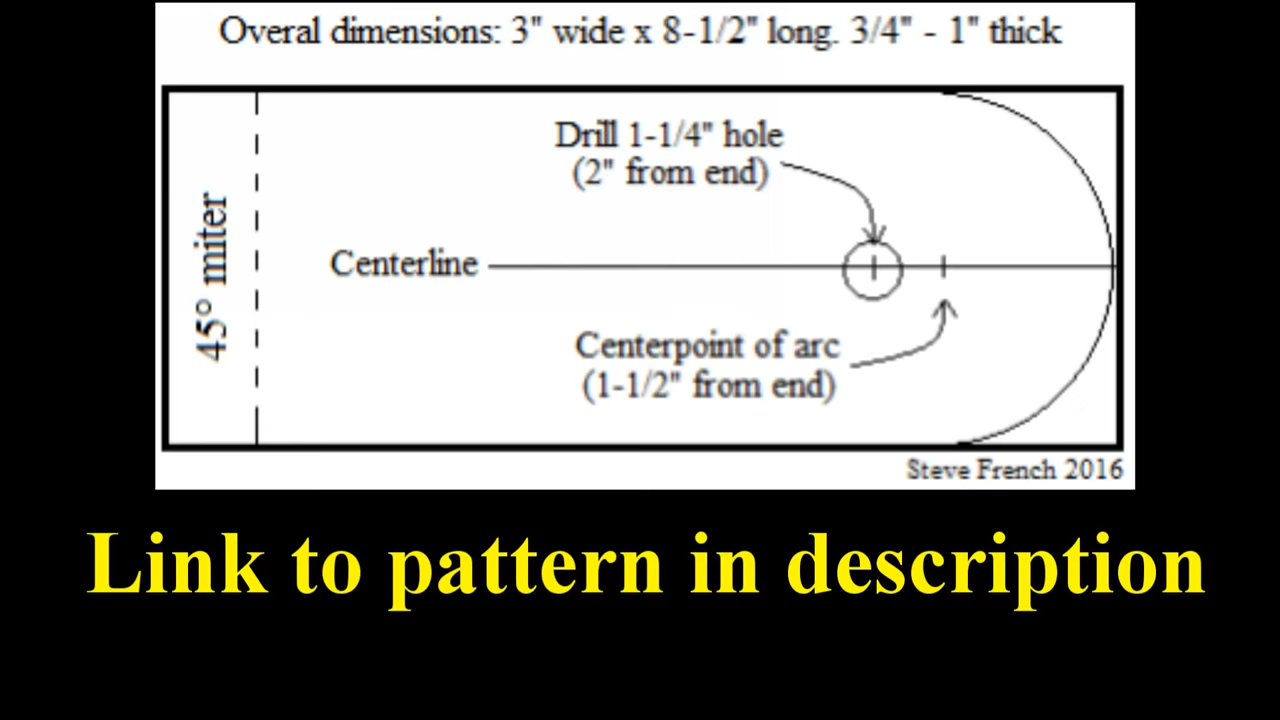 Overal dimensions: 3" wide x 8-1/2" long. 3/4" - 1" thick
Drill 1-1/4" hole
(2" from end)
45° miter
Centerline
Centerpoint of arc
(1-1/2" from end)
Steve French 2016
Link to pattern in description